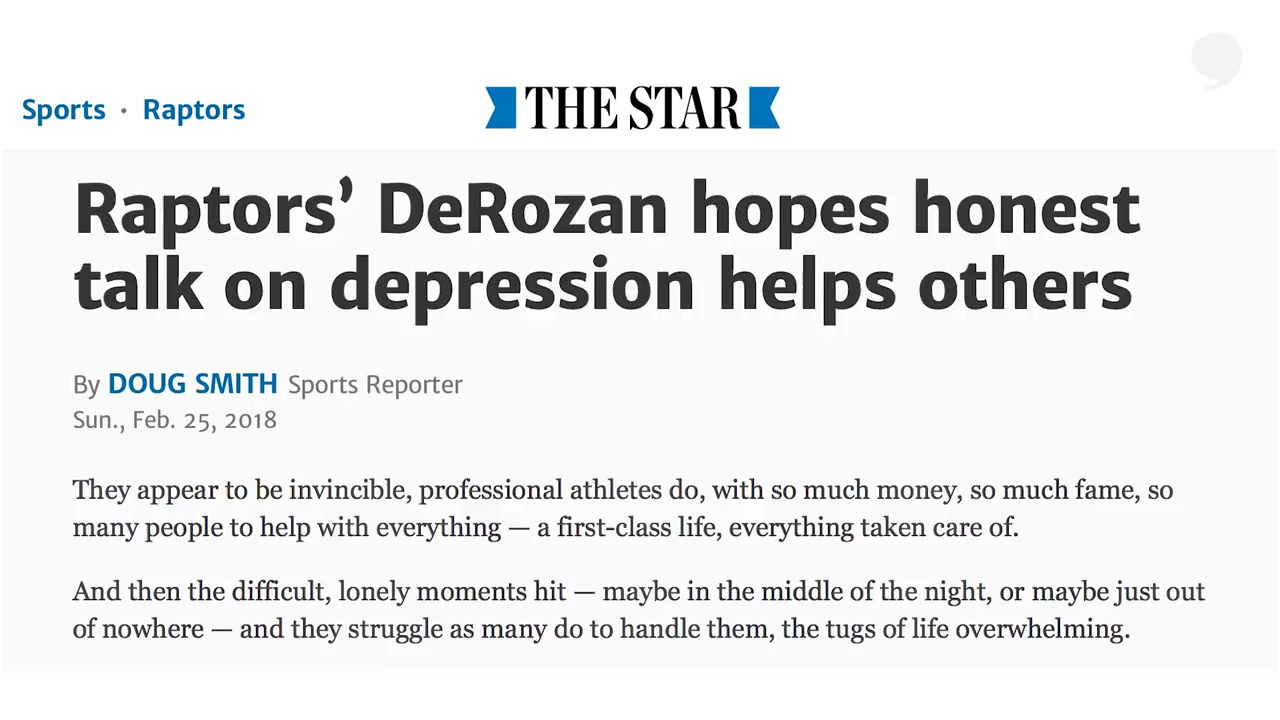 Sports · Raptors
THE STAR
Raptors’ DeRozan hopes honest
talk on depression helps others
By DOUG SMITH Sports Reporter
Sun., Feb. 25, 2018
They appear to be invincible, professional athletes do, with so much money, so much fame, so
many people to help with everything — a first-class life, everything taken care of.
And then the difficult, lonely moments hit — maybe in the middle of the night, or maybe just out
of nowhere — and they struggle as many do to handle them, the tugs of life overwhelming.